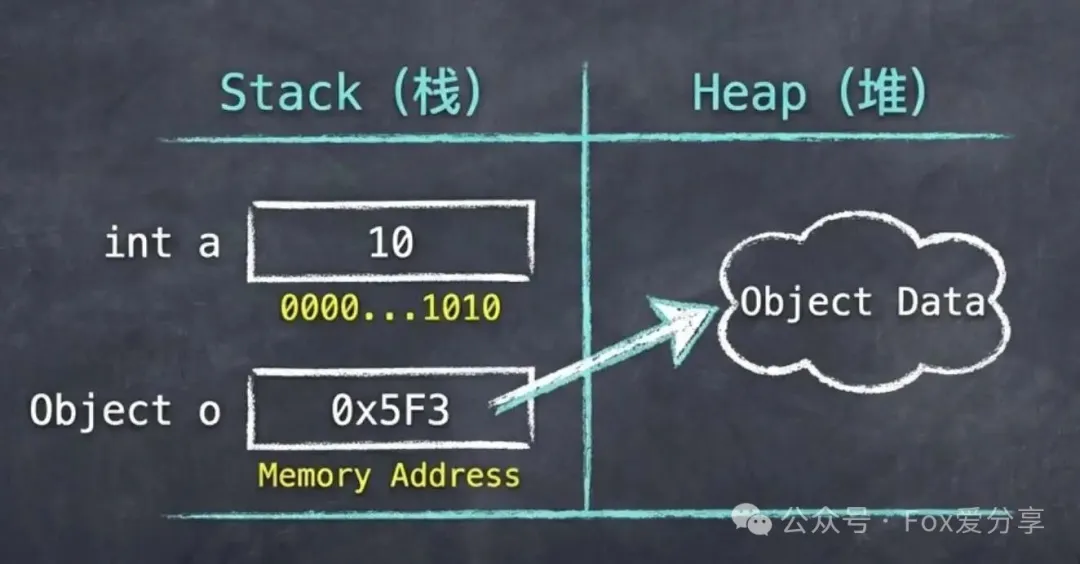 Stack (栈)
Heap (堆)
int a
10
0000...1010
Object o
0x5F3
Memory Address
Object Data
公众号 · Fox爱分享